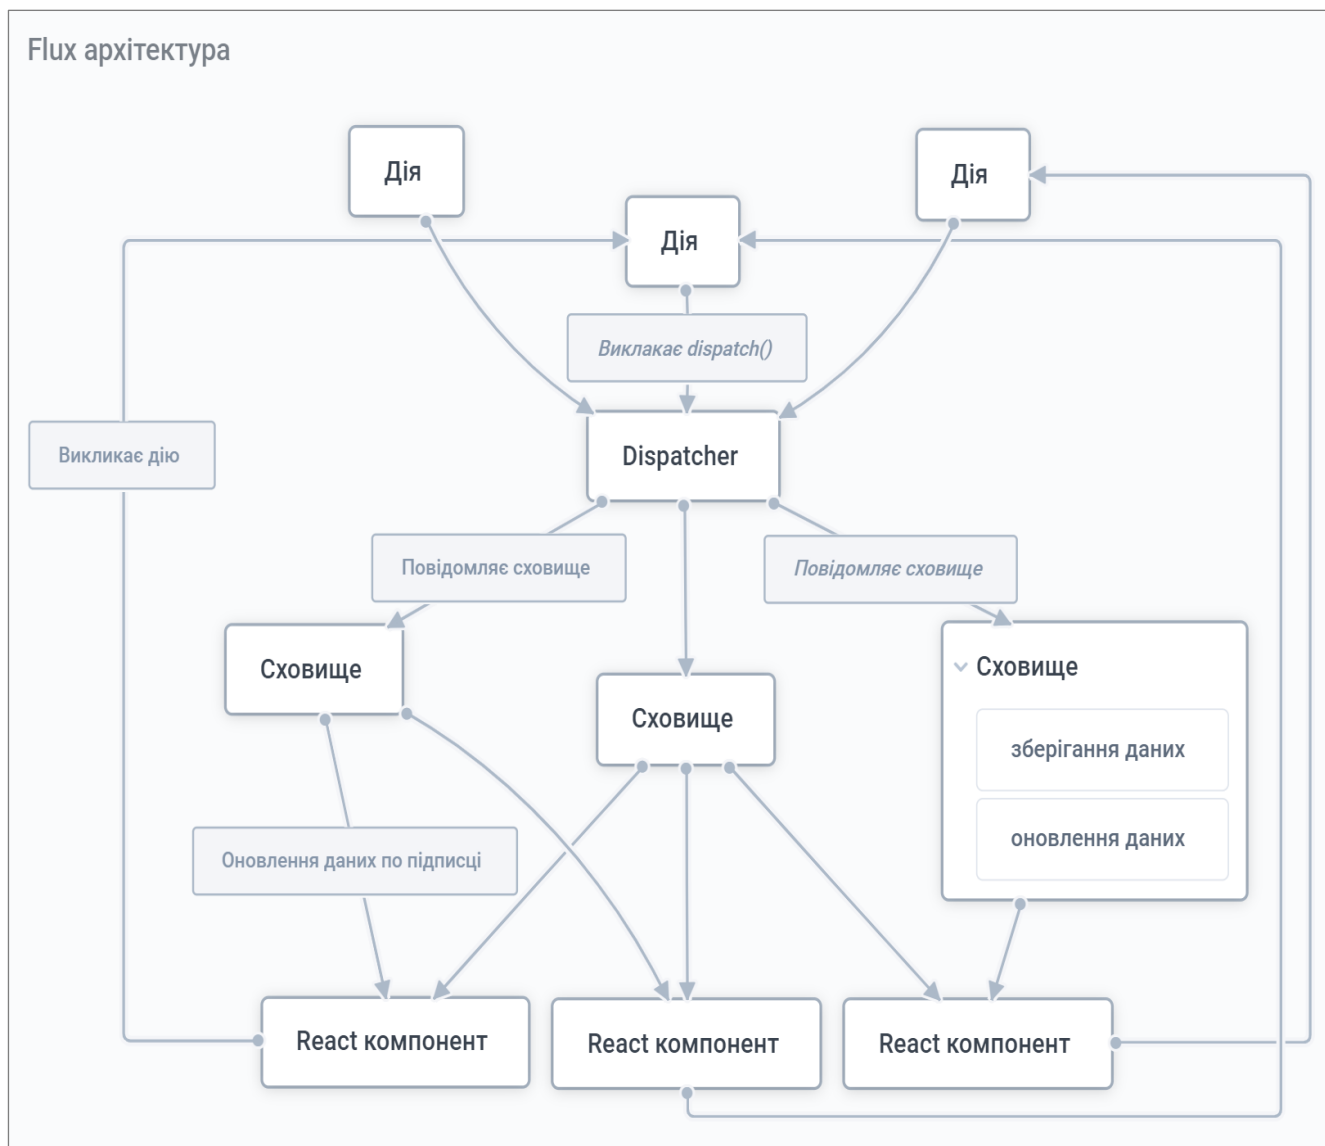 Flux архітектура
Дія
Дія
Дія
Виклакає dispatch()
Викликає дію
Dispatcher
Повідомляє сховище
Повідомляє сховище
Сховище
Сховище
Сховище
зберігання даних
оновлення даних
Оновлення даних по підписці
React компонент
React компонент
React компонент